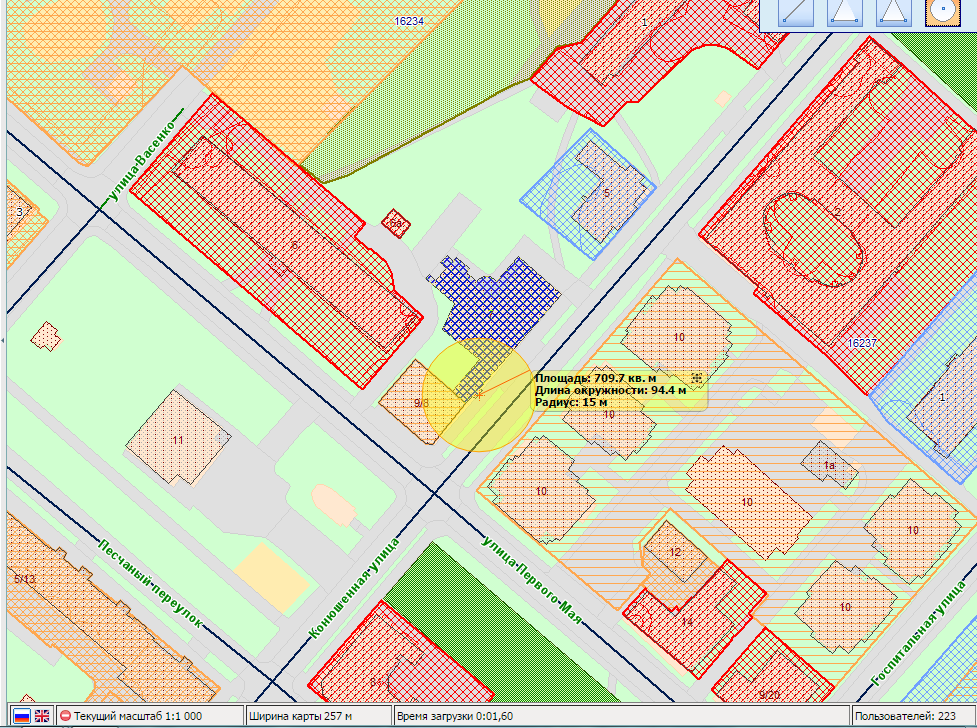 16234
1
улица Васенко
3
5
2
6а
6
16237
10
Площадь: 709.7 кв. м
Длина окружности: 94.4 м
Радиус: 15 м
1
9/8
10
11
1а
10
10
10
12
5/13
Песчаный переулок
Конюшенная улица
улица Первого Мая
10
Госпитальная улица
14
8
9/20
Текущий масштаб 1:1 000
Ширина карты 257 м
Время загрузки 0:01,60
Пользователей: 223